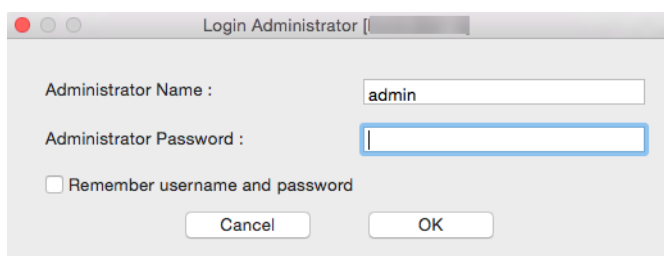 Login Administrator [
Administrator Name :
admin
Administrator Password :
Remember username and password
Cancel
OK